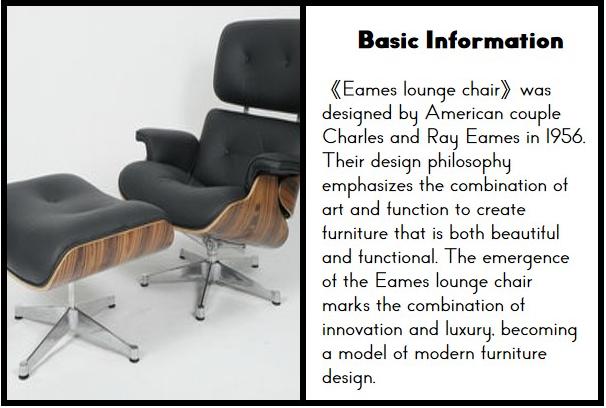 Basic Information
《Eames lounge chair》 was
designed by American couple
Charles and Ray Eames in 1956.
Their design philosophy
emphasizes the combination of
art and function to create
furniture that is both beautiful
and functional. The emergence
of the Eames lounge chair
marks the combination of
innovation and luxury, becoming
a model of modern furniture
design.